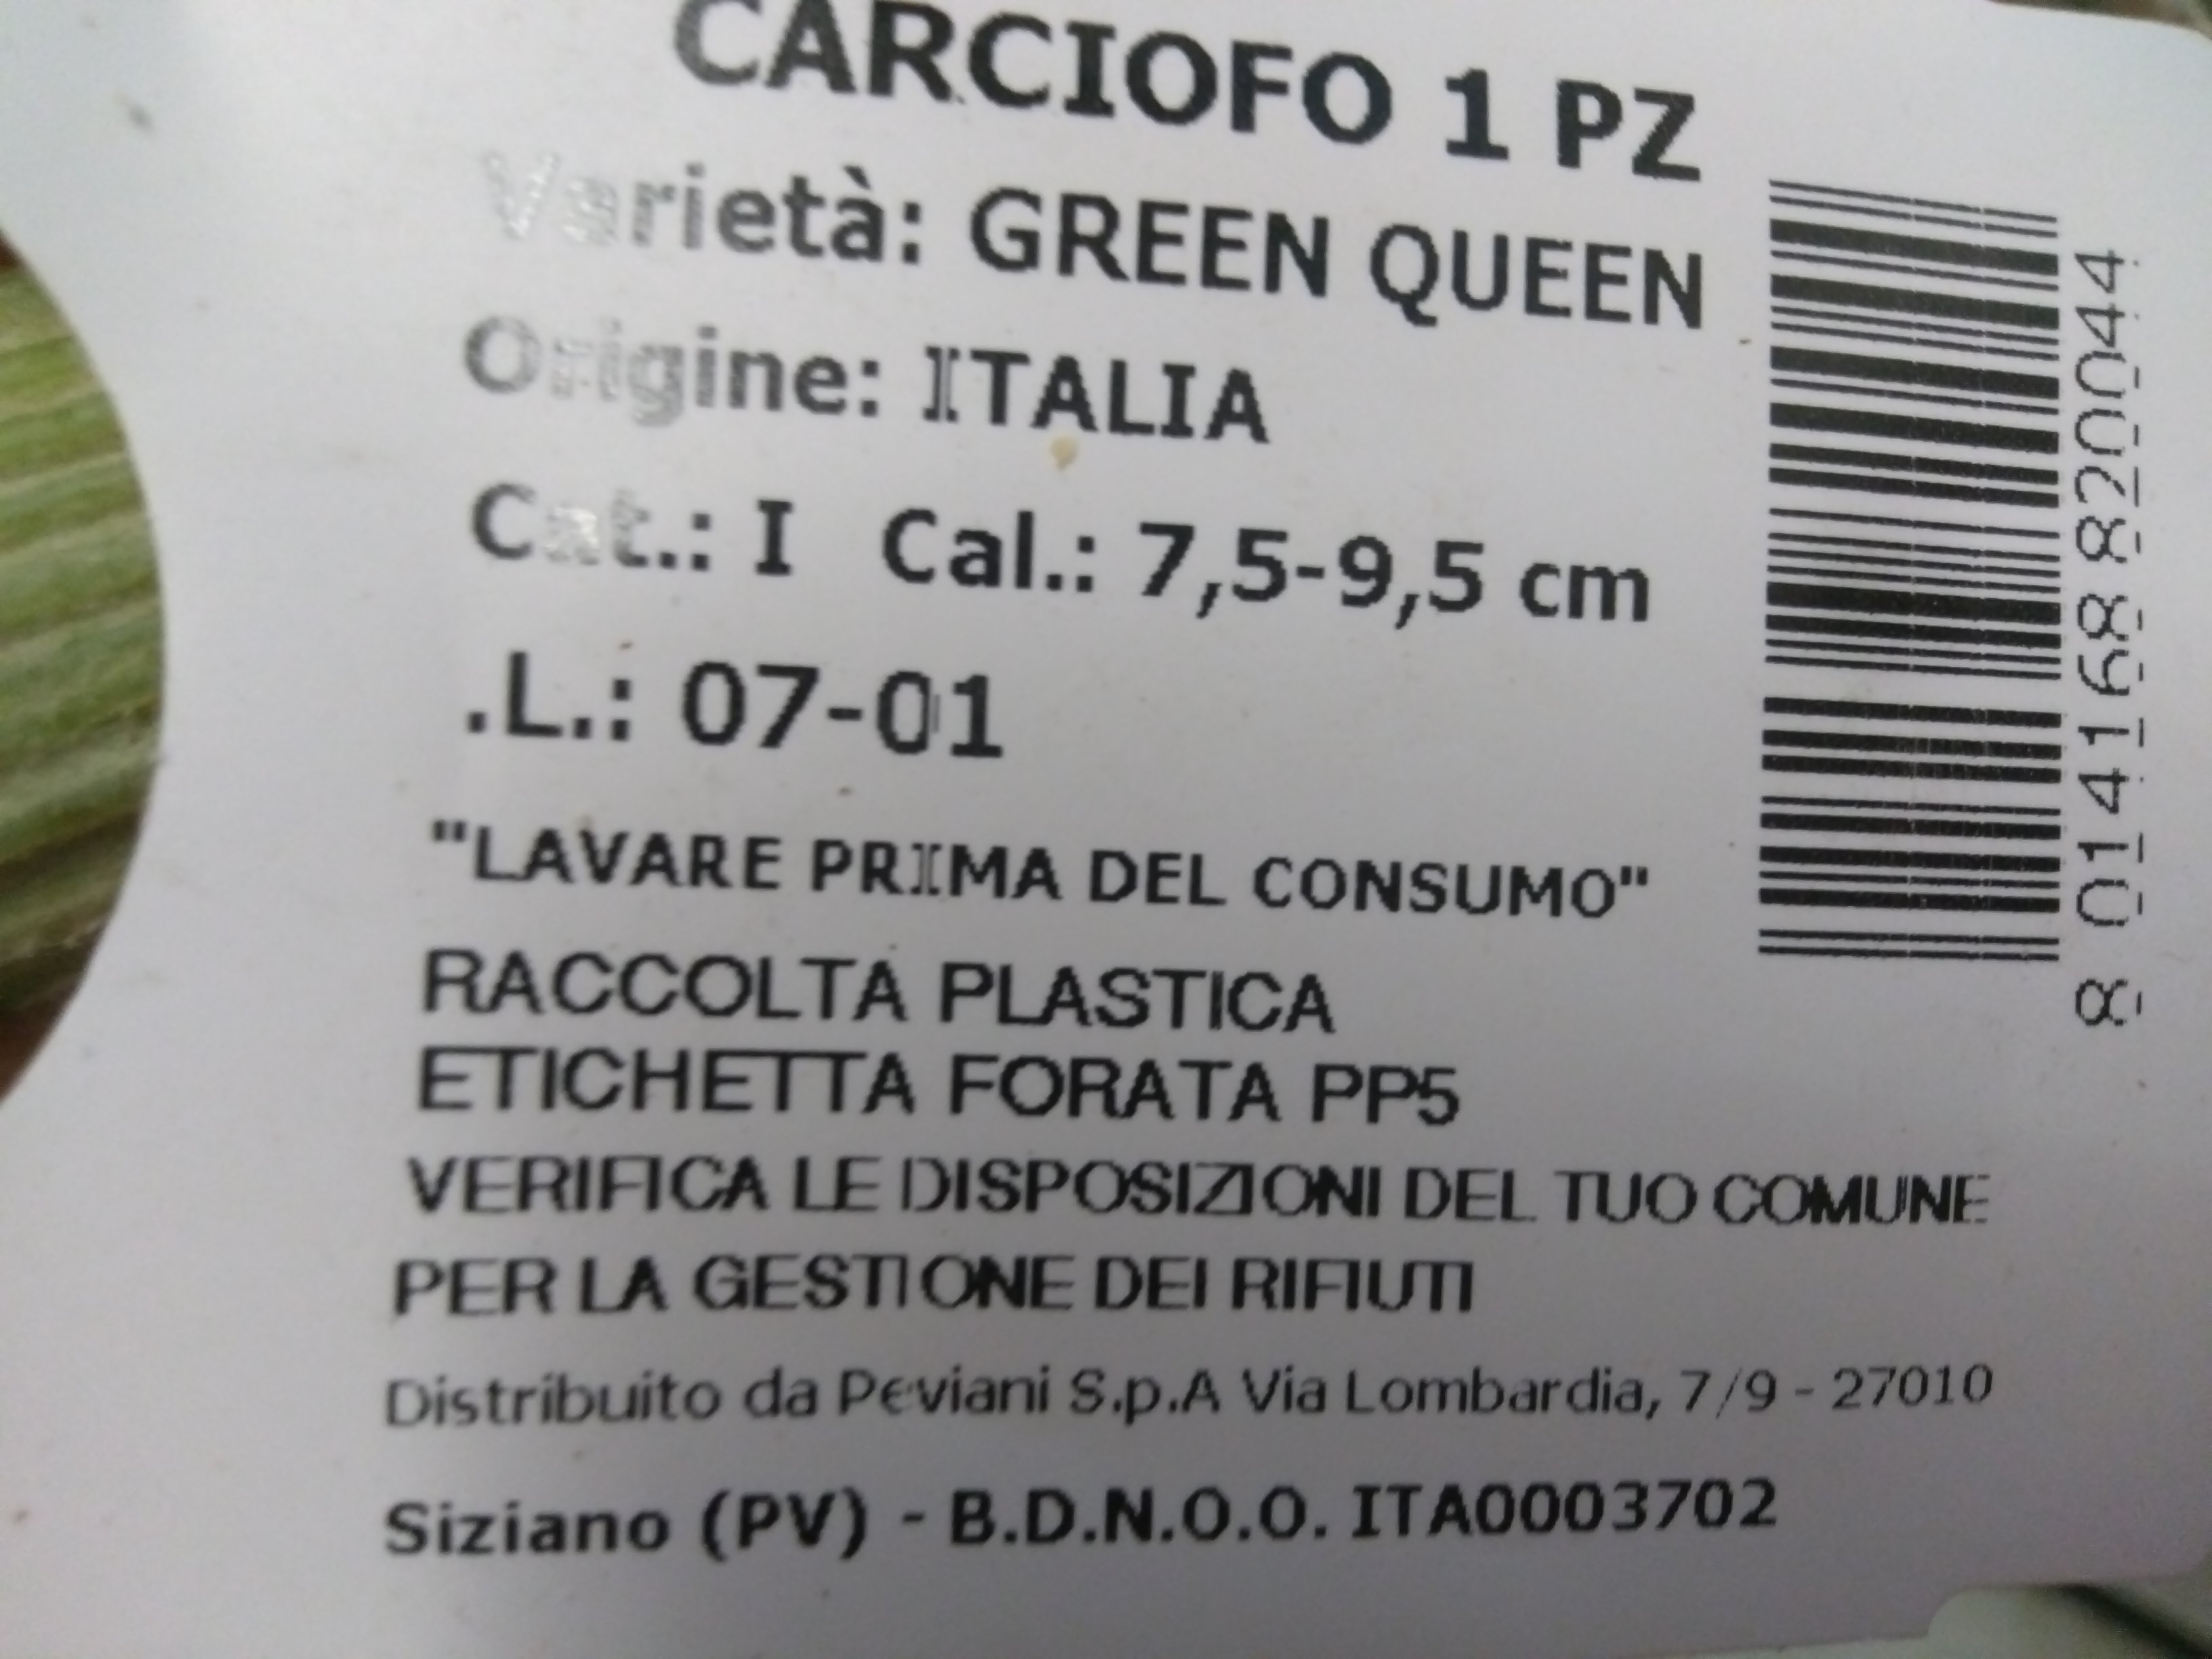 CARCIOFO 1 PZ
Varietà: GREEN QUEEN
Origine: ITALIA
Cat.: I Cal.: 7,5-9,5 cm
.L.: 07-01
"LAVARE PRIMA DEL CONSUMO"
RACCOLTA PLASTICA
ETICHETTA FORATA PP5
VERIFICA LE DISPOSIZIONI DEL TUO COMUNE
PER LA GESTIONE DEI RIFIUTI
Distribuito da Peviani S.p.A Via Lombardia, 7/9 - 27010
Siziano (PV) - B.D.N.O.O. ITA0003702
8 014168 820044